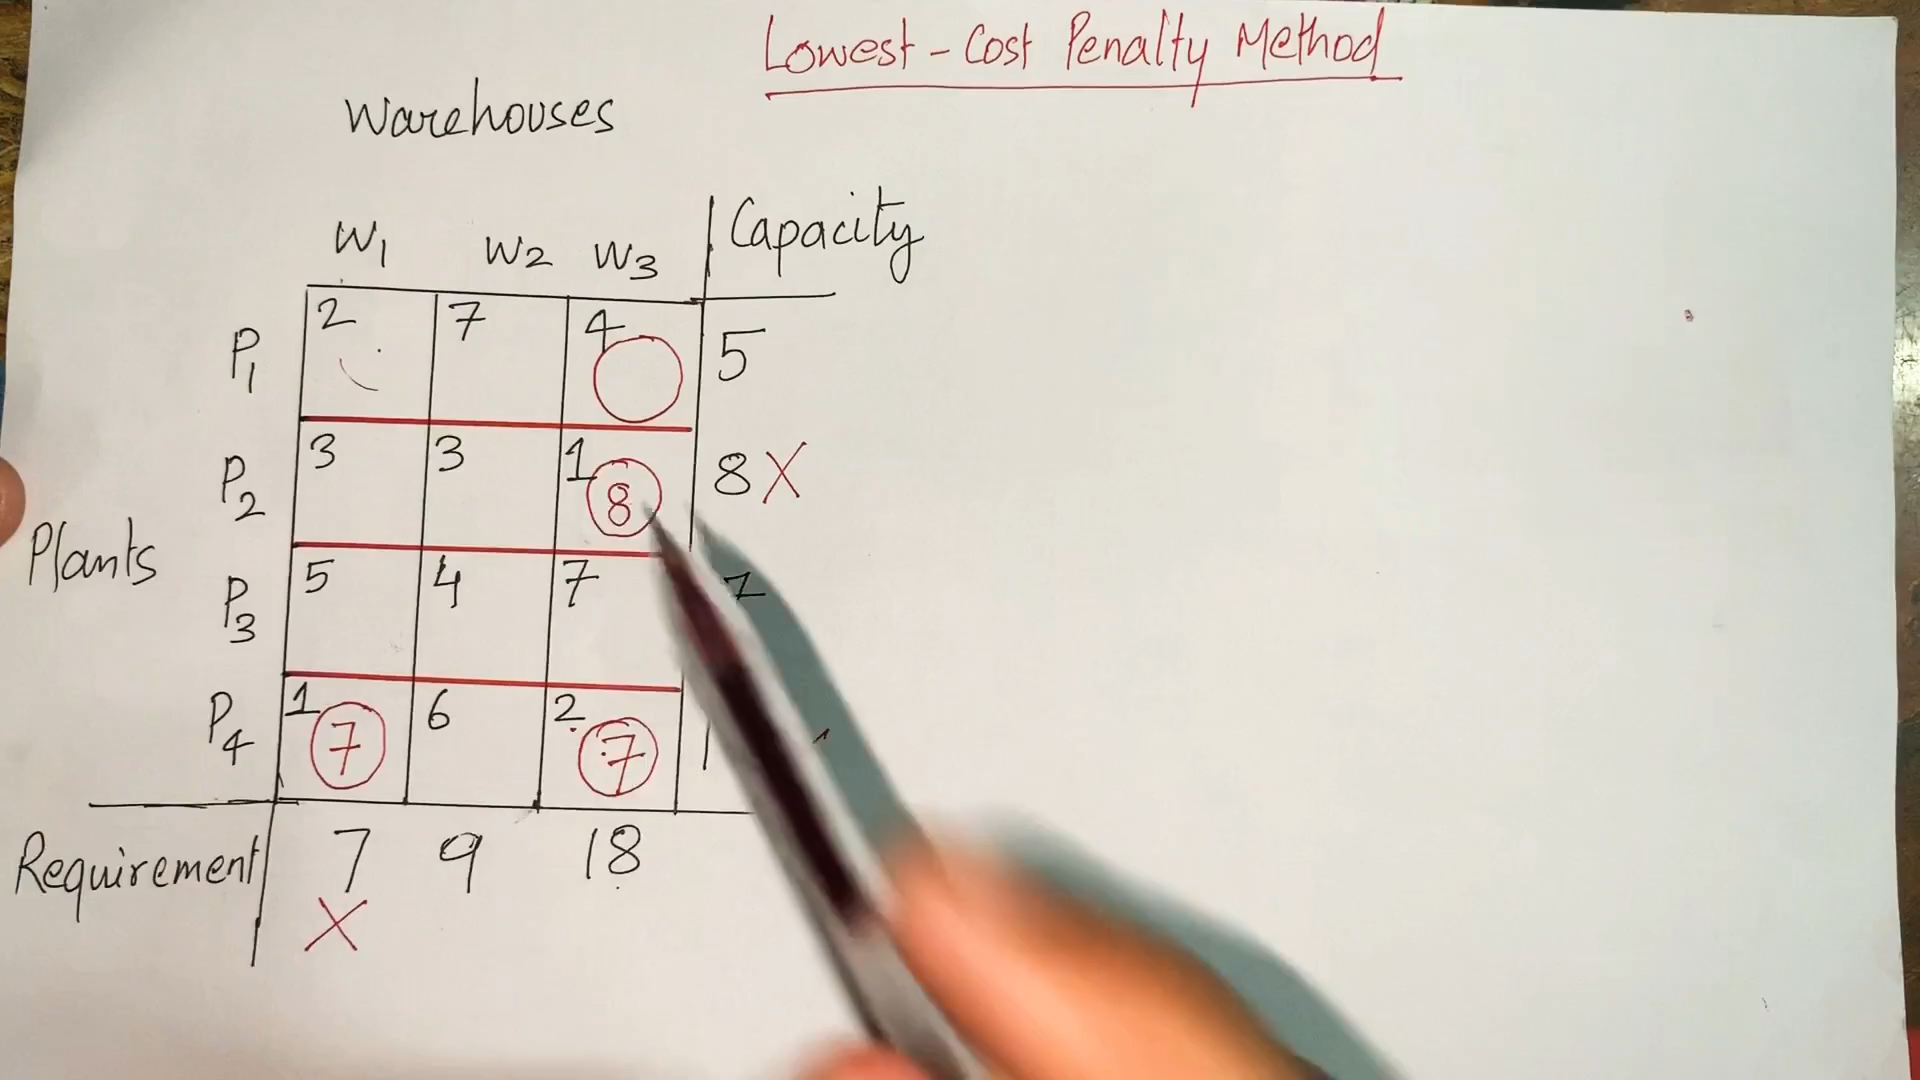 Lowest-Cost Penalty Method
Warehouses
W1 W2 W3 Capacity
P1 2 7 4 5
P2 3 3 1 8 8 X
Plants
P3 5 4 7 7
P4 1 7 6 2 7
Requirement 7 9 18
X